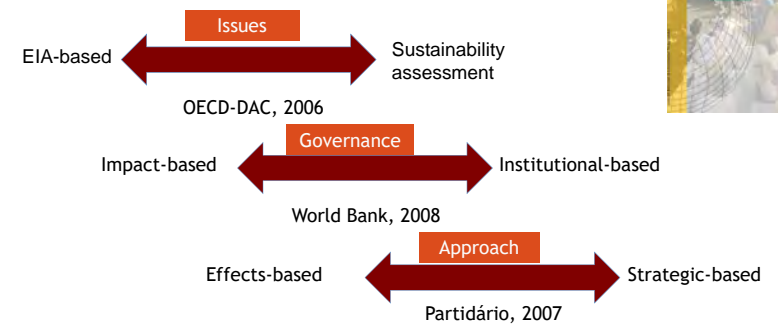 Issues
EIA-based
Sustainability
assessment
OECD-DAC, 2006
Governance
Impact-based
Institutional-based
World Bank, 2008
Approach
Effects-based
Strategic-based
Partidário, 2007